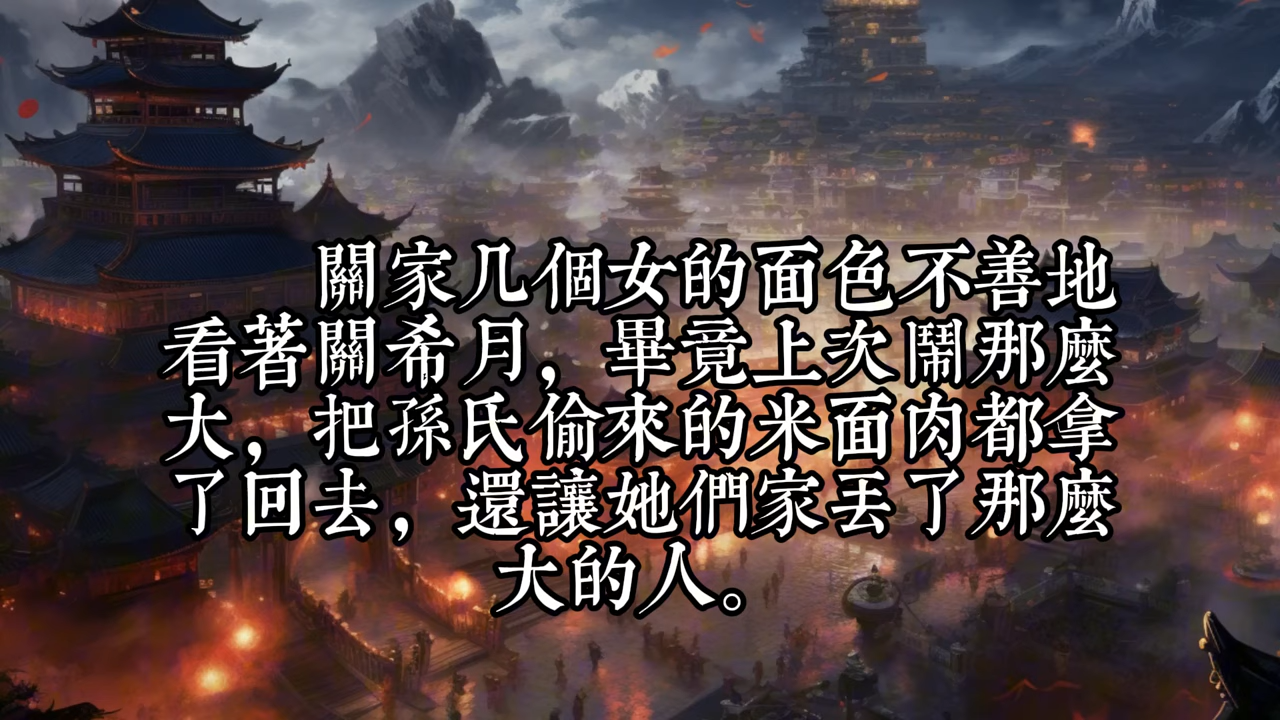 關家几個女的面色不善地
看著關希月，畢竟上次鬧那麼
大，把孫氏偷來的米面肉都拿
了回去，還讓她們家丟了那麼
大的人。